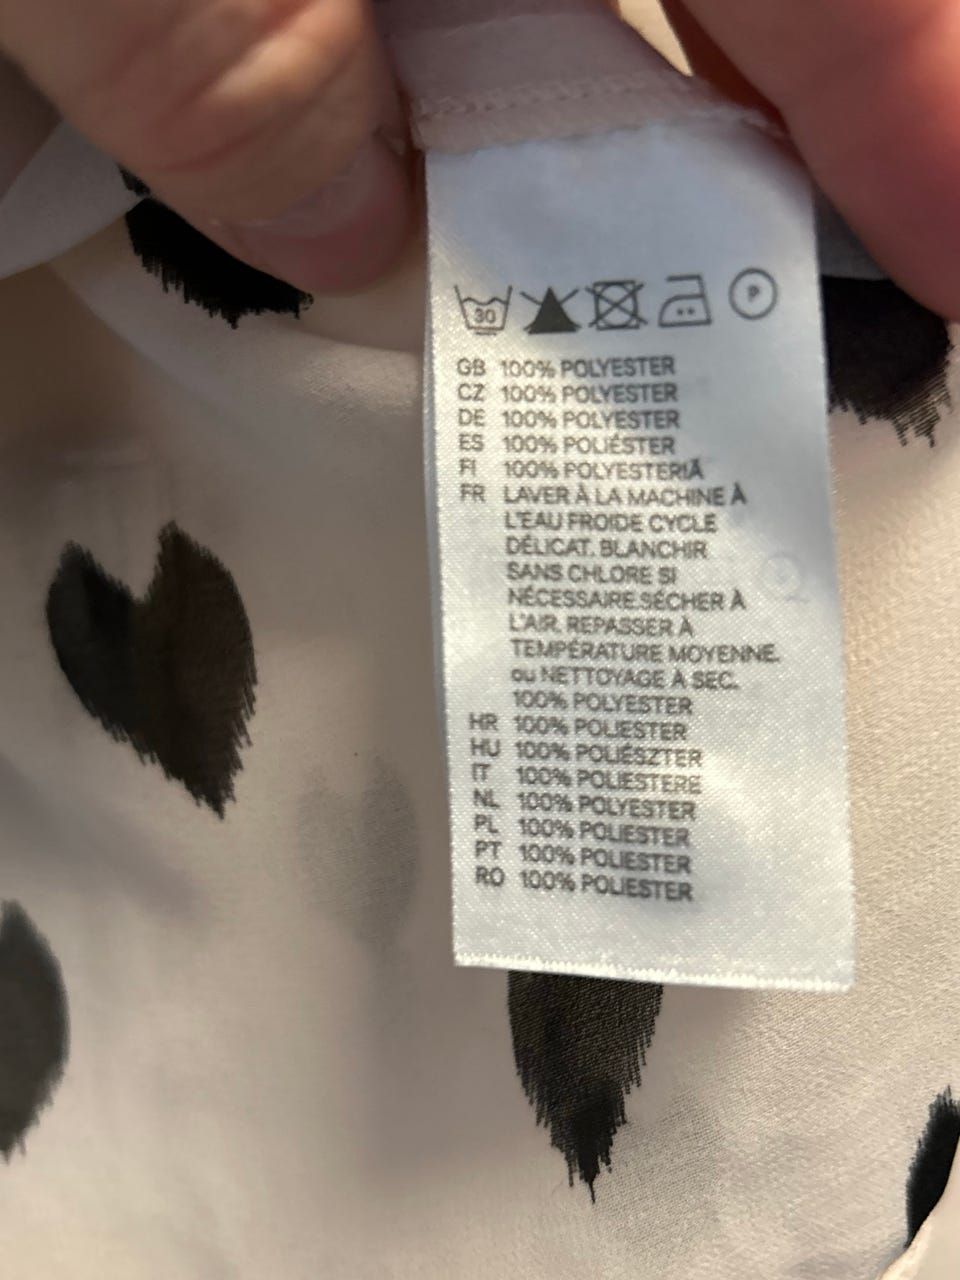 30
P
GB 100% POLYESTER
CZ 100% POLYESTER
DE 100% POLYESTER
ES 100% POLIÉSTER
FI 100% POLYESTERIÄ
FR LAVER À LA MACHINE À
L'EAU FROIDE CYCLE
DÉLICAT. BLANCHIR
SANS CHLORE SI
NÉCESSAIRE.SÉCHER À
L'AIR. REPASSER À
TEMPÉRATURE MOYENNE.
ou NETTOYAGE À SEC.
100% POLYESTER
HR 100% POLIESTER
HU 100% POLIÉSZTER
IT 100% POLIESTERE
NL 100% POLYESTER
PL 100% POLIESTER
PT 100% POLIESTER
RO 100% POLIESTER